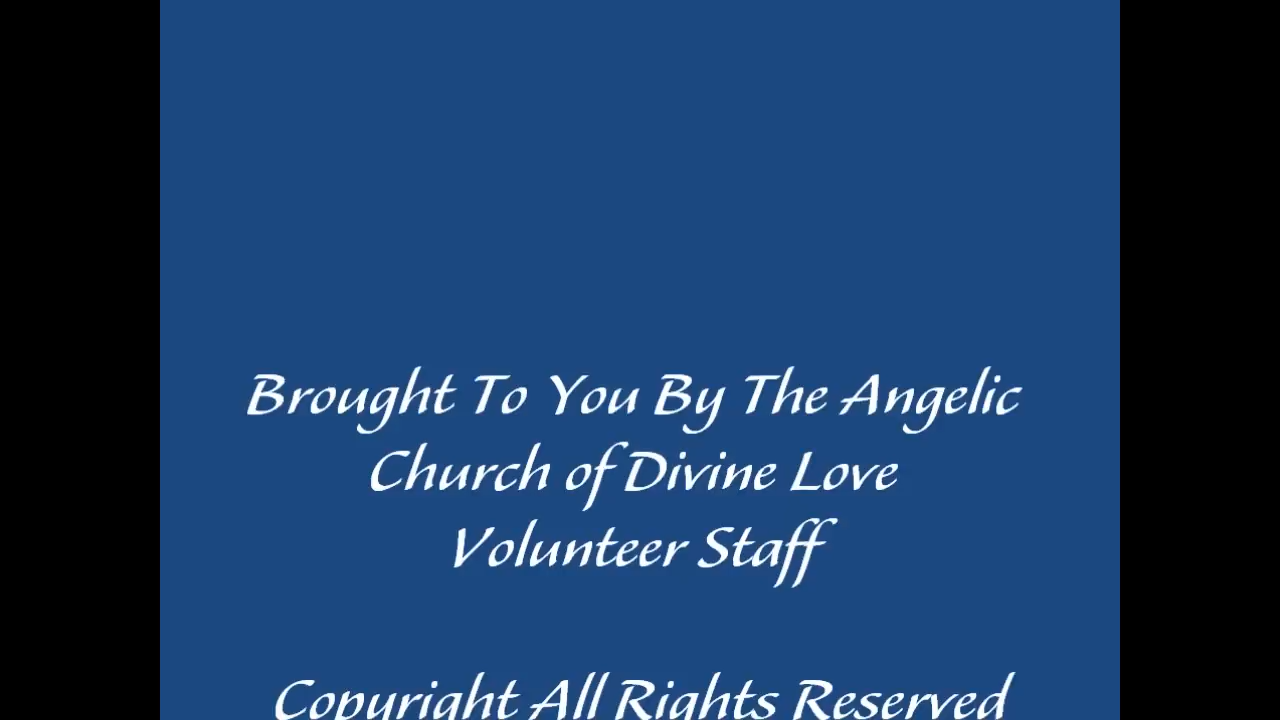 Brought To You By The Angelic
Church of Divine Love
Volunteer Staff
Copyright All Rights Reserved